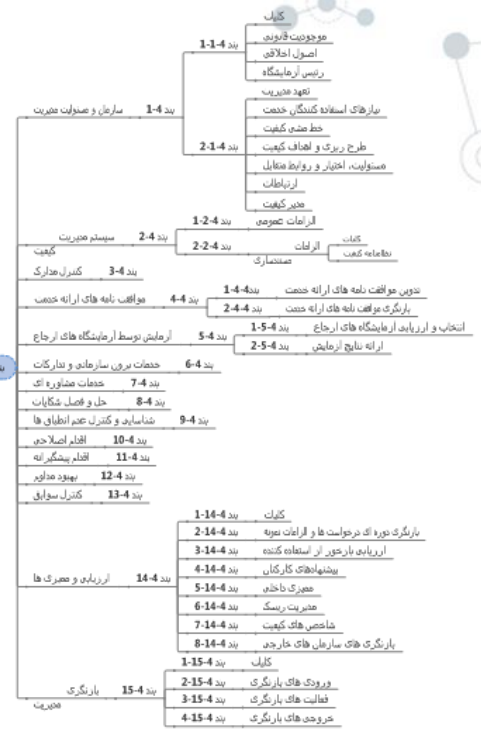 کلیات
موجودیت قانونی
بند 4-1-1
اصول اخلاقی
رئیس آزمایشگاه
تعهد مدیریت
سازمان و مسئولیت مدیریت
بند 4-1
نیازهای استفاده کنندگان خدمت
خط مشی کیفیت
بند 4-1-2
طرح ریزی و اهداف کیفیت
مسئولیت، اختیار و روابط متقابل
ارتباطات
مدیر کیفیت
بند 4-2-1
الزامات عمومی
سیستم مدیریت کیفیت
بند 4-2
بند 4-2-2
الزامات مستندسازی
کلیات
نظامنامه کیفیت
کنترل مدارک
بند 4-3
بند 4-4-1
تدوین موافقت نامه های ارائه خدمت
موافقت نامه های ارائه خدمت
بند 4-4
بند 4-4-2
بازنگری موافقت نامه های ارائه خدمت
بند 4-5-1
انتخاب و ارزیابی آزمایشگاه های ارجاع
آزمایش توسط آزمایشگاه های ارجاع
بند 4-5
بند 4-5-2
ارائه نتایج آزمایش
خدمات برون سازمانی و تدارکات
بند 4-6
خدمات مشاوره ای
بند 4-7
حل و فصل شکایات
بند 4-8
شناسایی و کنترل عدم انطباق ها
بند 4-9
اقدام اصلاحی
بند 4-10
اقدام پیشگیرانه
بند 4-11
بهبود مداوم
بند 4-12
کنترل سوابق
بند 4-13
بند 4-14-1
کلیات
بند 4-14-2
بازنگری دوره ای درخواست ها و الزامات نمونه
بند 4-14-3
ارزیابی بازخور از استفاده کننده
بند 4-14-4
پیشنهادهای کارکنان
ارزیابی و ممیزی ها
بند 4-14
بند 4-14-5
ممیزی داخلی
بند 4-14-6
مدیریت ریسک
بند 4-14-7
شاخص های کیفیت
بند 4-14-8
بازنگری های سازمان های خارجی
بند 4-15-1
کلیات
بازنگری مدیریت
بند 4-15
بند 4-15-2
ورودی های بازنگری
بند 4-15-3
فعالیت های بازنگری
بند 4-15-4
خروجی های بازنگری